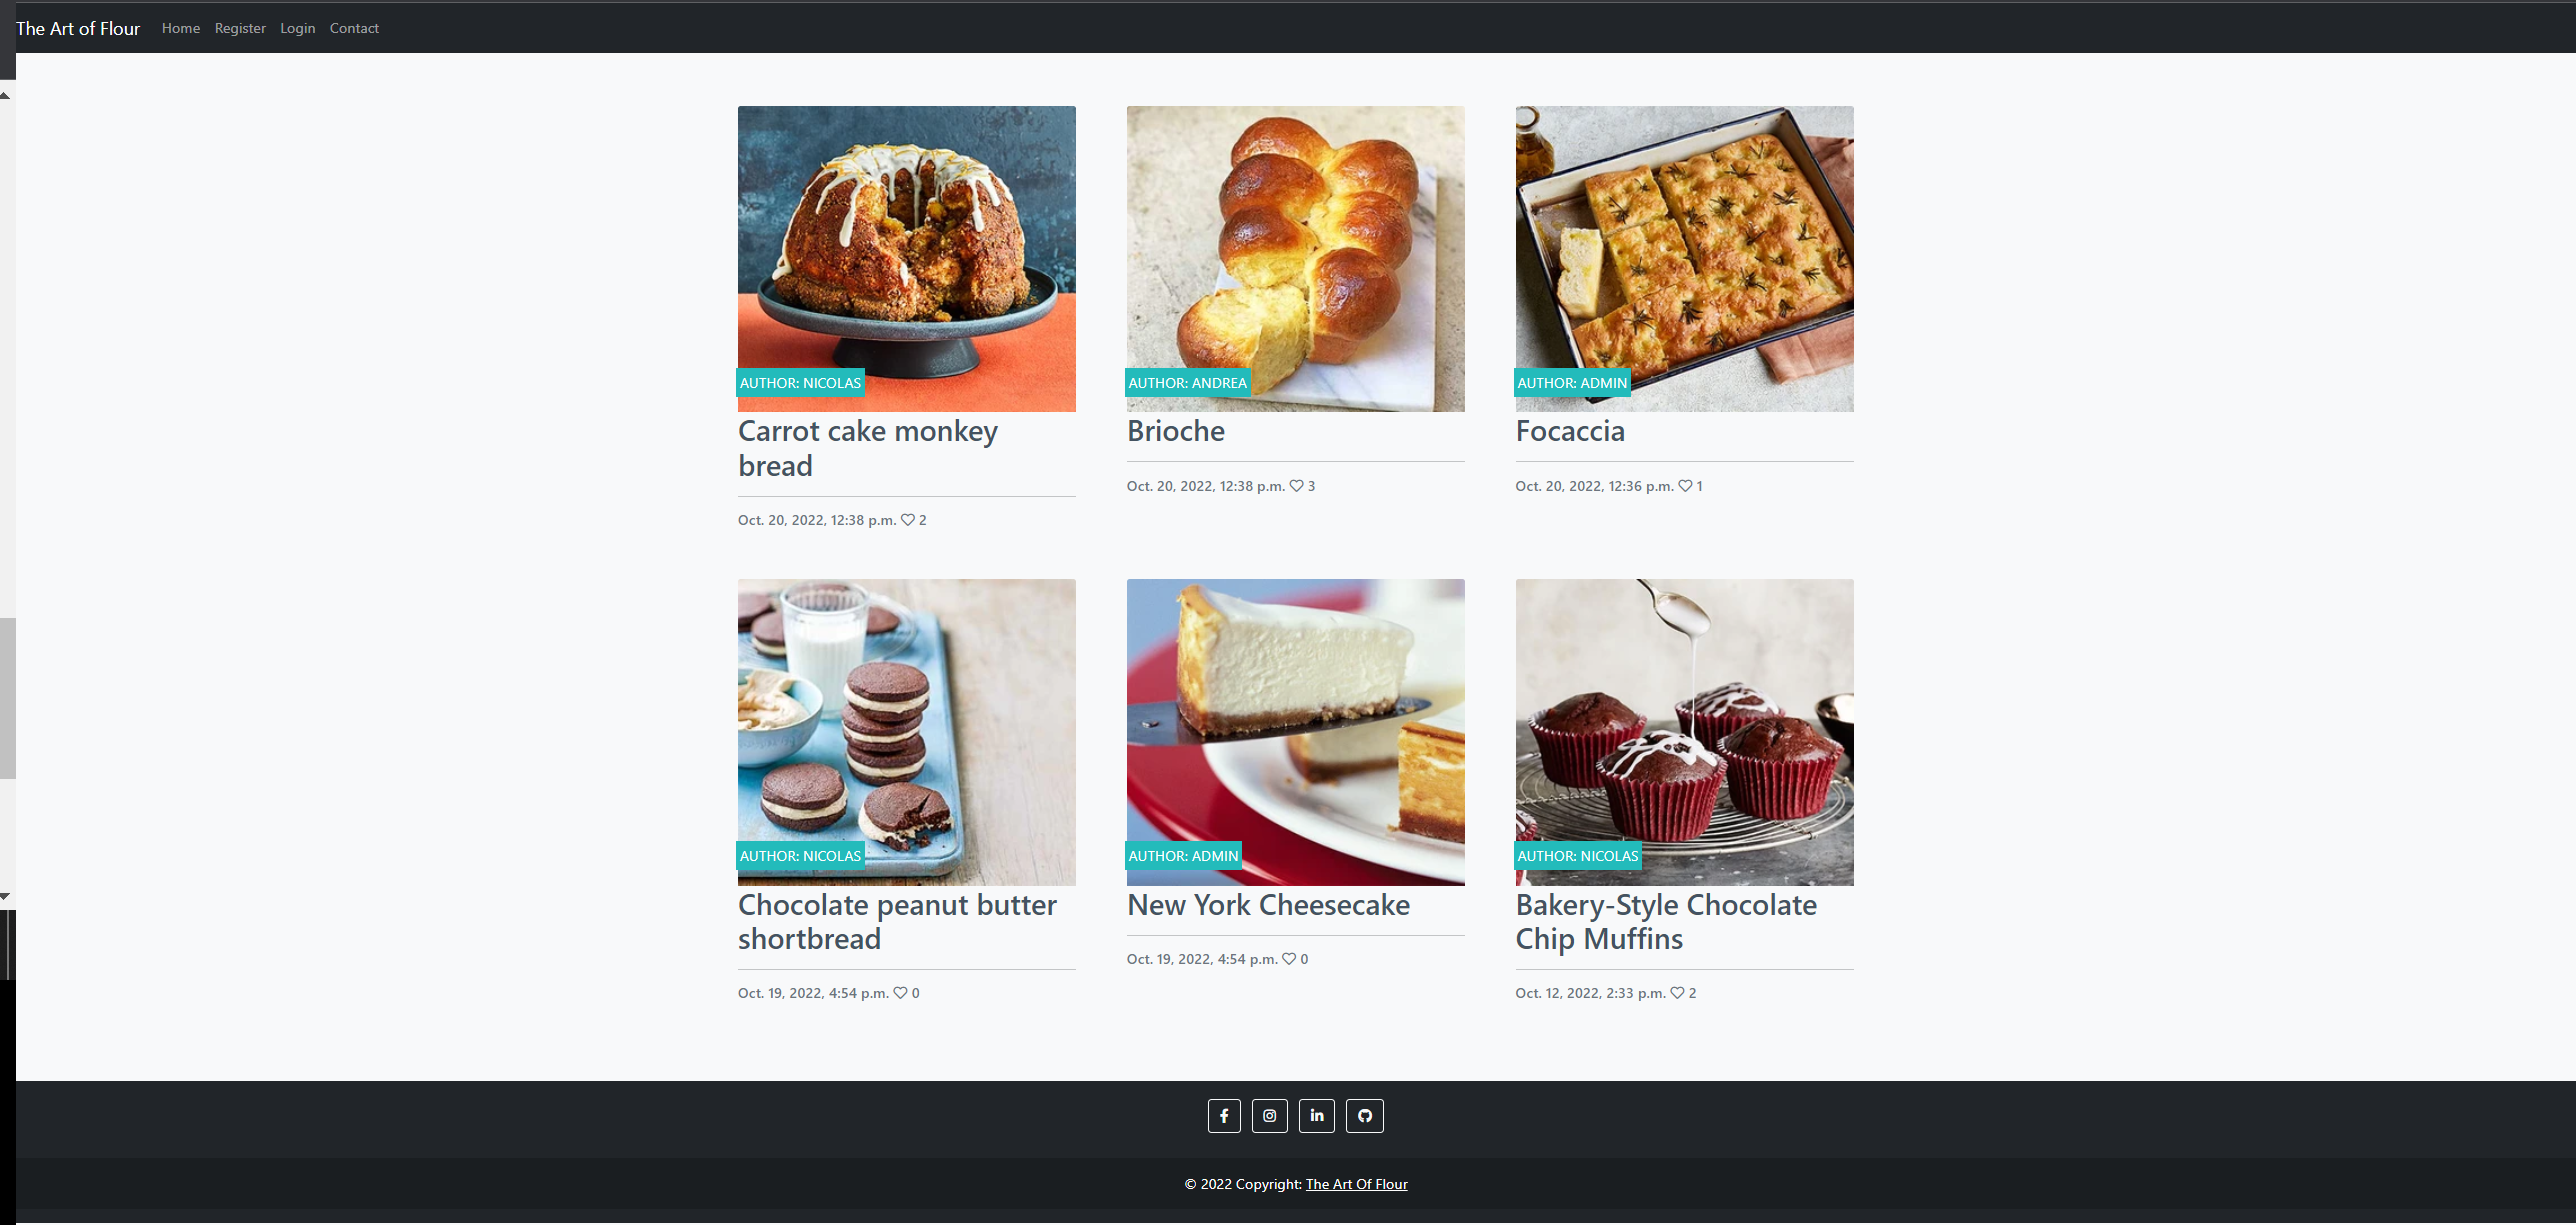 The Art of Flour Home Register Login Contact
AUTHOR: NICOLAS
Carrot cake monkey
bread
Oct. 20, 2022, 12:38 p.m. 2
AUTHOR: ANDREA
Brioche
Oct. 20, 2022, 12:38 p.m. 3
AUTHOR: ADMIN
Focaccia
Oct. 20, 2022, 12:36 p.m. 1
AUTHOR: NICOLAS
Chocolate peanut butter
shortbread
Oct. 19, 2022, 4:54 p.m. 0
AUTHOR: ADMIN
New York Cheesecake
Oct. 19, 2022, 4:54 p.m. 0
AUTHOR: NICOLAS
Bakery-Style Chocolate
Chip Muffins
Oct. 12, 2022, 2:33 p.m. 2
© 2022 Copyright: The Art Of Flour